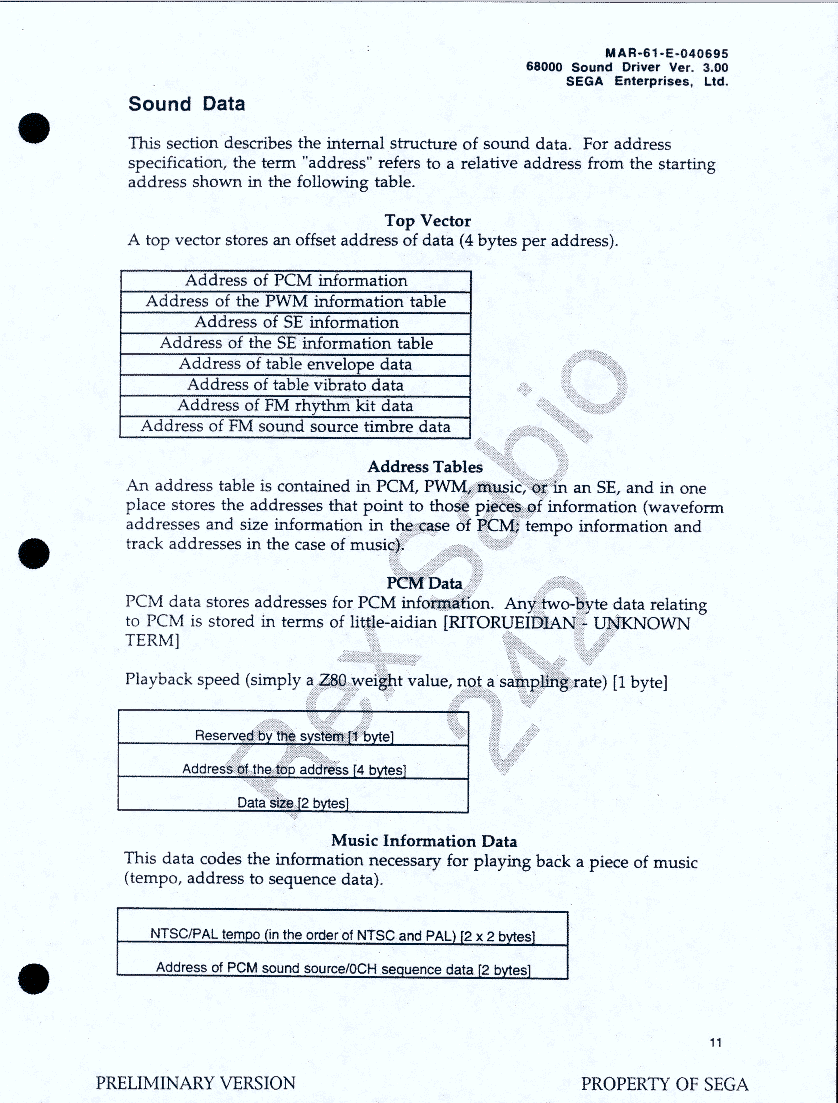 MAR-61-E-040695
68000 Sound Driver Ver. 3.00
SEGA Enterprises, Ltd.
Sound Data
This section describes the internal structure of sound data. For address
specification, the term "address" refers to a relative address from the starting
address shown in the following table.
Top Vector
A top vector stores an offset address of data (4 bytes per address).
Address of PCM information
Address of the PWM information table
Address of SE information
Address of the SE information table
Address of table envelope data
Address of table vibrato data
Address of FM rhythm kit data
Address of FM sound source timbre data
Address Tables
An address table is contained in PCM, PWM, music, or in an SE, and in one
place stores the addresses that point to those pieces of information (waveform
addresses and size information in the case of PCM; tempo information and
track addresses in the case of music).
PCM Data
PCM data stores addresses for PCM information. Any two-byte data relating
to PCM is stored in terms of little-aidian [RITORUEIDIAN - UNKNOWN
TERM]
Playback speed (simply a Z80 weight value, not a sampling rate) [1 byte]
Reserved by the system [1 byte]
Address of the top address [4 bytes]
Data size [2 bytes]
Music Information Data
This data codes the information necessary for playing back a piece of music
(tempo, address to sequence data).
NTSC/PAL tempo (in the order of NTSC and PAL) [2 x 2 bytes]
Address of PCM sound source/0CH sequence data [2 bytes]
11
PRELIMINARY VERSION
PROPERTY OF SEGA
Rex Sabio
242